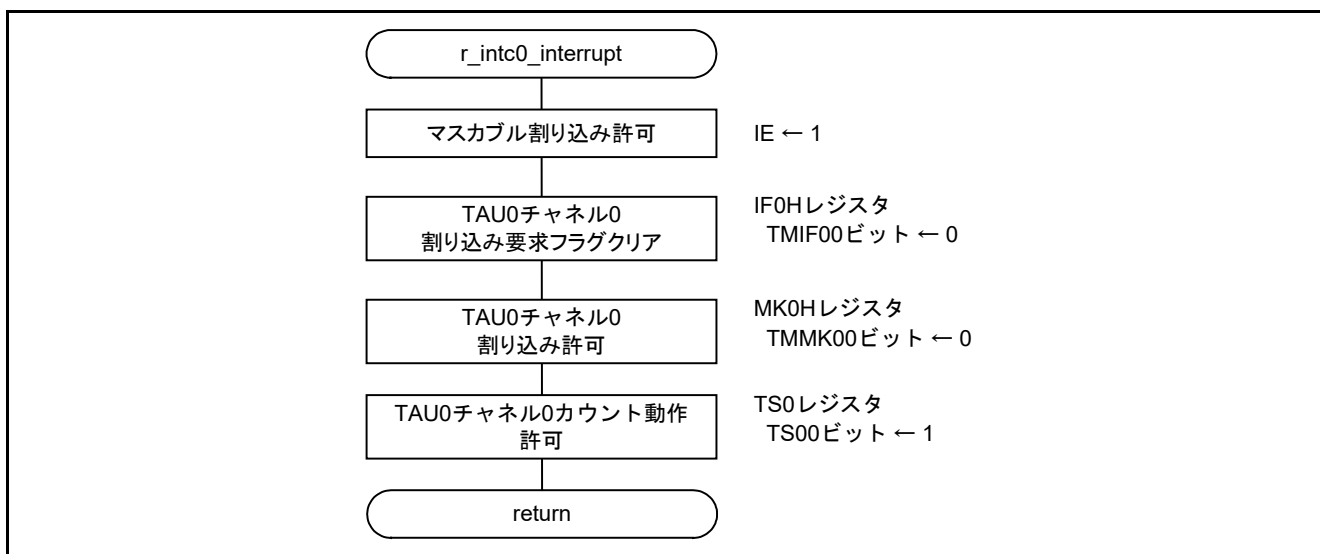 r_intc0_interrupt
マスカブル割り込み許可
IE ← 1
TAU0チャネル0
割り込み要求フラグクリア
IF0Hレジスタ
TMIF00ビット ← 0
TAU0チャネル0
割り込み許可
MK0Hレジスタ
TMMK00ビット ← 0
TAU0チャネル0カウント動作
許可
TS0レジスタ
TS00ビット ← 1
return